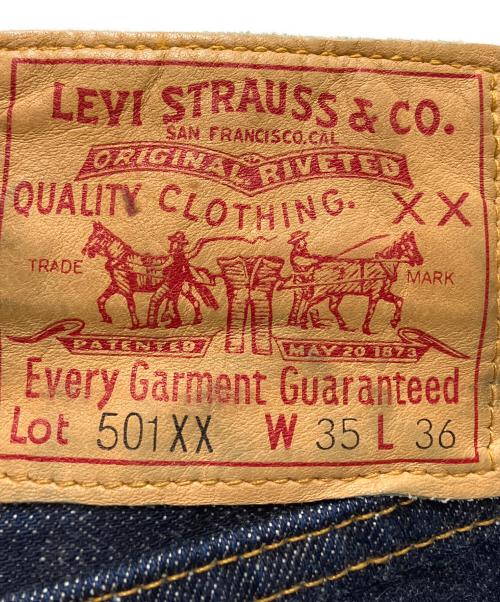 LEVI STRAUSS & CO.
SAN FRANCISCO, CAL
ORIGINAL RIVETED
QUALITY CLOTHING. XX
TRADE MARK
PATENTED MAY 20 1873
Every Garment Guaranteed
Lot 501XX W 35 L 36